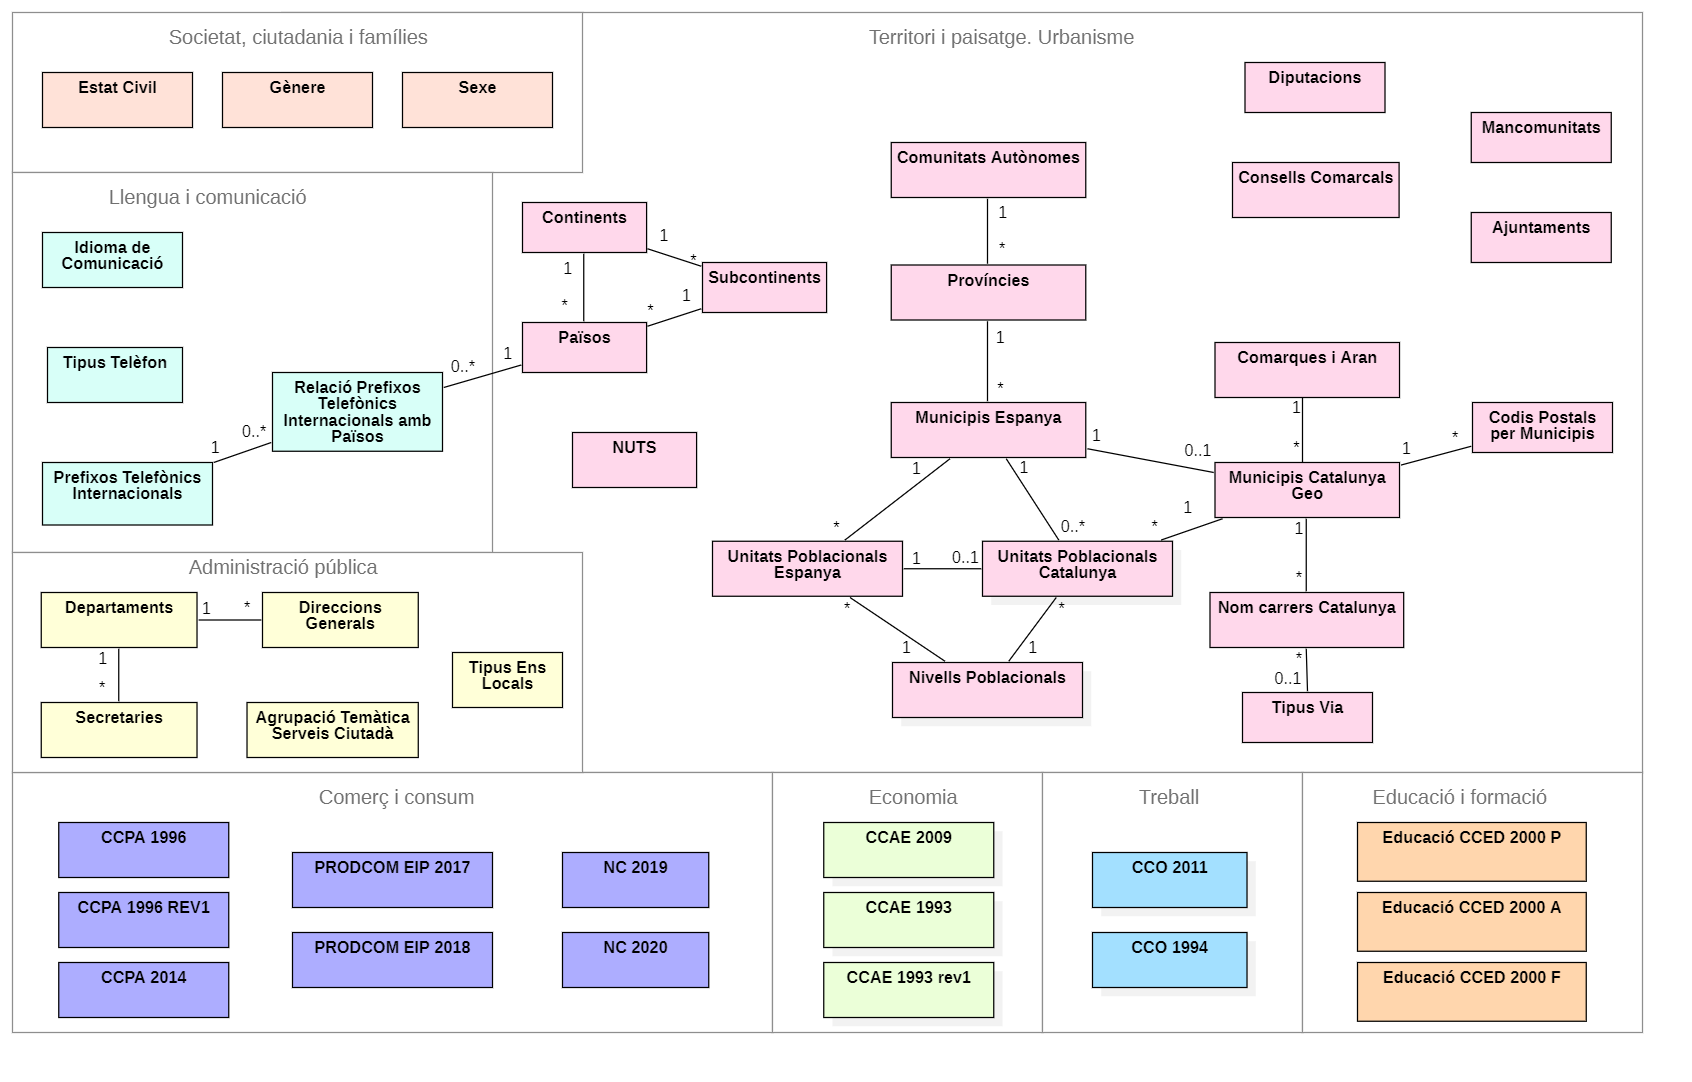 Societat, ciutadania i famílies
Estat Civil
Gènere
Sexe
Llengua i comunicació
Idioma de
Comunicació
Tipus Telèfon
Relació Prefixos
Telefònics
Internacionals amb
Països
0..*
1
0..*
1
Prefixos Telefònics
Internacionals
Territori i paisatge. Urbanisme
Diputacions
Mancomunitats
Comunitats Autònomes
Consells Comarcals
Ajuntaments
Continents
1
*
Subcontinents
1
*
1
*
Països
1
*
Províncies
1
*
NUTS
Municipis Espanya
Comarques i Aran
1
*
Codis Postals
per Municipis
1
*
1
0..1
Municipis Catalunya
Geo
1
*
1
0..*
1
*
Unitats Poblacionals
Espanya
1
0..1
Unitats Poblacionals
Catalunya
1
*
Nom carrers Catalunya
*
1
*
1
Nivells Poblacionals
*
0..1
Tipus Via
Administració pública
Departaments
1
*
Direccions
Generals
1
*
Tipus Ens
Locals
Secretaries
Agrupació Temàtica
Serveis Ciutadà
Comerç i consum
CCPA 1996
PRODCOM EIP 2017
NC 2019
CCPA 1996 REV1
PRODCOM EIP 2018
NC 2020
CCPA 2014
Economia
CCAE 2009
CCAE 1993
CCAE 1993 rev1
Treball
CCO 2011
CCO 1994
Educació i formació
Educació CCED 2000 P
Educació CCED 2000 A
Educació CCED 2000 F